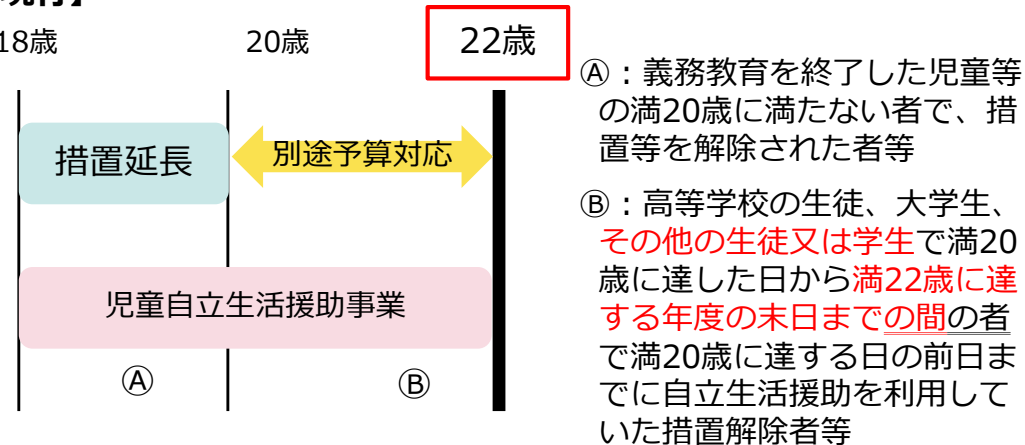 18歳
20歳
22歳
措置延長
別途予算対応
児童自立生活援助事業
Ⓐ
Ⓑ
Ⓐ：義務教育を終了した児童等
の満20歳に満たない者で、措
置等を解除された者等
Ⓑ：高等学校の生徒、大学生、
その他の生徒又は学生で満20
歳に達した日から満22歳に達
する年度の末日までの間の者
で満20歳に達する日の前日ま
でに自立生活援助を利用して
いた措置解除者等